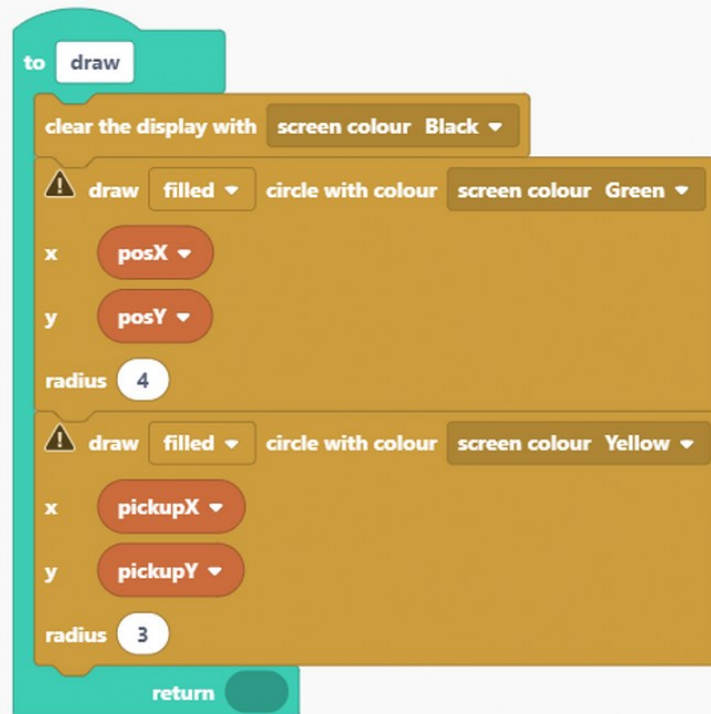 to draw
clear the display with screen colour Black
draw filled circle with colour screen colour Green
x posX
y posY
radius 4
draw filled circle with colour screen colour Yellow
x pickupX
y pickupY
radius 3
return